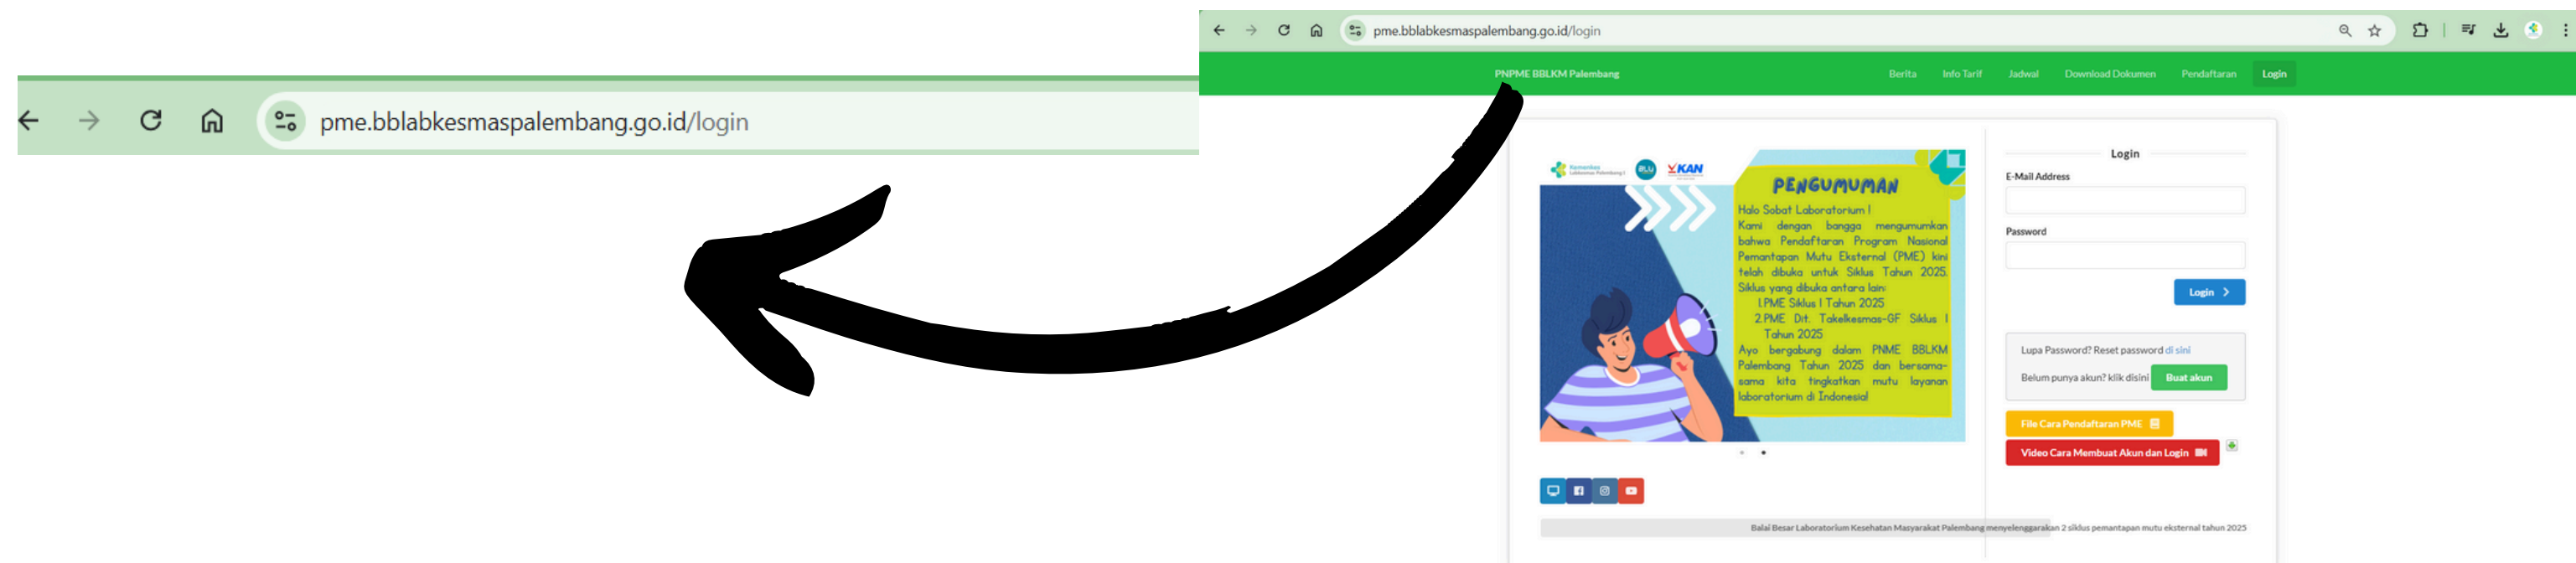 pme.bblabkesmaspalembang.go.id/login
pme.bblabkesmaspalembang.go.id/login
PNPME BBLKM Palembang
Berita
Info Tarif
Jadwal
Download Dokumen
Pendaftaran
Login
Kemenkes
Labkesmas Palembang I
BLU
KAN
PENGUMUMAN
Halo Sobat Laboratorium !
Kami dengan bangga mengumumkan
bahwa Pendaftaran Program Nasional
Pemantapan Mutu Eksternal (PME) kini
telah dibuka untuk Siklus Tahun 2025.
Siklus yang dibuka antara lain:
1.PME Siklus I Tahun 2025
2.PME Dit. Takelkesmas-GF Siklus I
Tahun 2025
Ayo bergabung dalam PNME BBLKM
Palembang Tahun 2025 dan bersama-
sama kita tingkatkan mutu layanan
laboratorium di Indonesia!
Login
E-Mail Address
Password
Login
Lupa Password? Reset password di sini
Belum punya akun? klik disini Buat akun
File Cara Pendaftaran PME
Video Cara Membuat Akun dan Login
Balai Besar Laboratorium Kesehatan Masyarakat Palembang menyelenggarakan 2 siklus pemantapan mutu eksternal tahun 2025